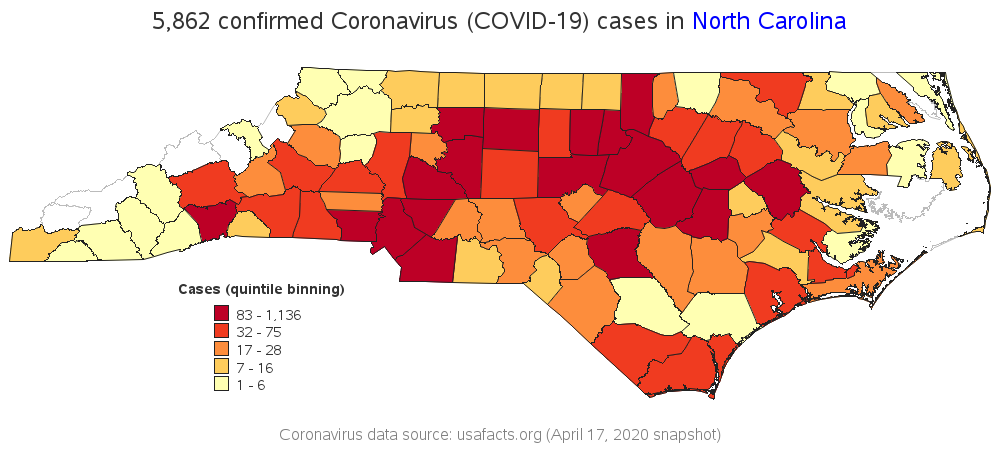 5,862 confirmed Coronavirus (COVID-19) cases in North Carolina
Cases (quintile binning)
83 - 1,136
32 - 75
17 - 28
7 - 16
1 - 6
Coronavirus data source: usafacts.org (April 17, 2020 snapshot)